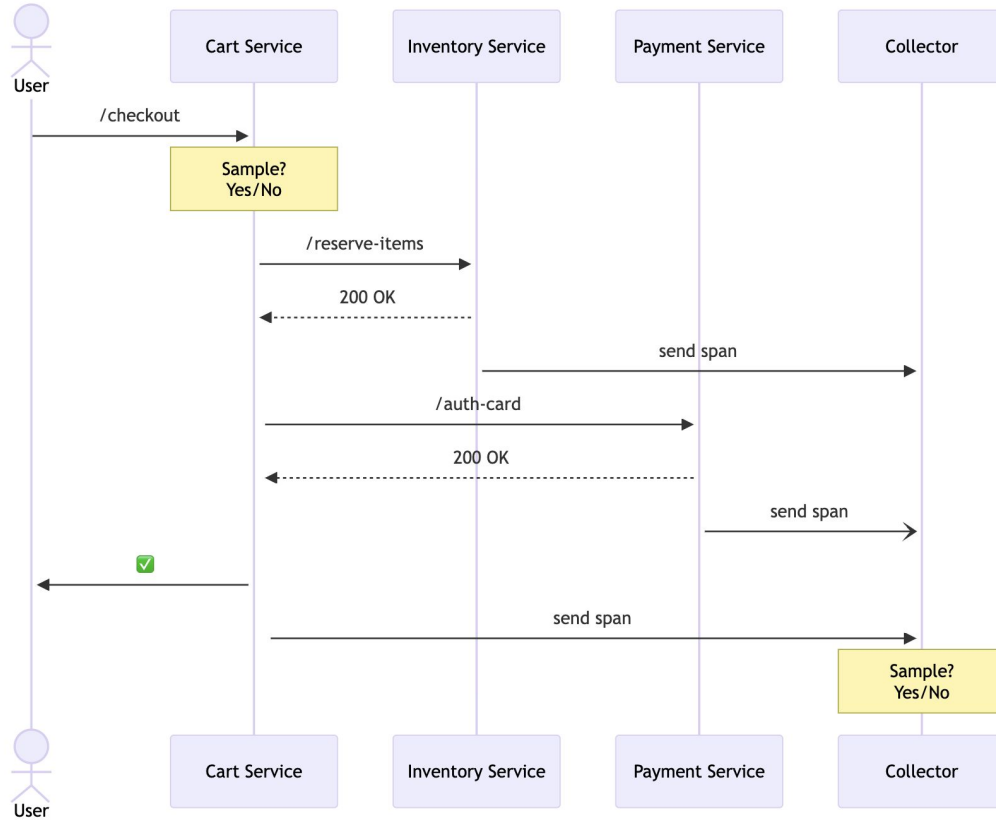 Cart Service
Inventory Service
Payment Service
Collector
User
/checkout
Sample?
Yes/No
/reserve-items
200 OK
send span
/auth-card
200 OK
send span
✅
send span
Sample?
Yes/No
Cart Service
Inventory Service
Payment Service
Collector
User